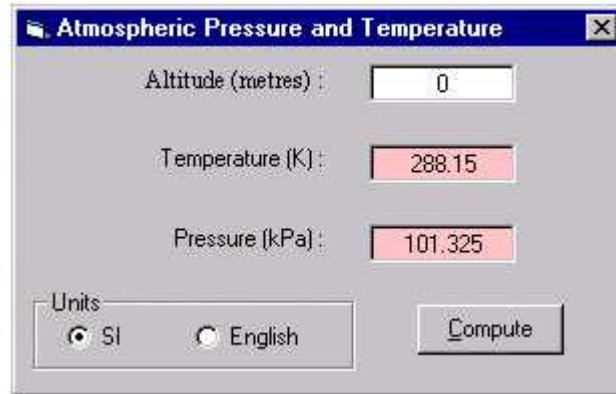 Atmospheric Pressure and Temperature
Altitude (metres) : 0
Temperature (K) : 288.15
Pressure (kPa) : 101.325
Units
SI English
Compute